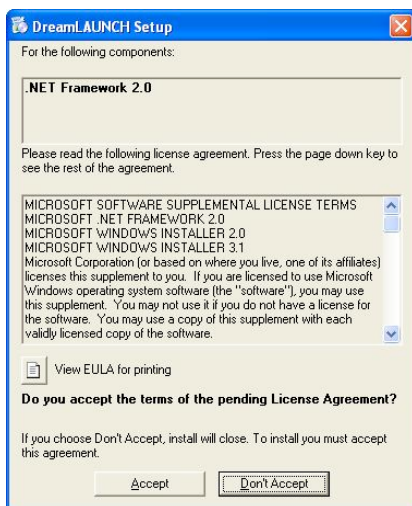 DreamLAUNCH Setup
For the following components:
.NET Framework 2.0
Please read the following license agreement. Press the page down key to
see the rest of the agreement.
MICROSOFT SOFTWARE SUPPLEMENTAL LICENSE TERMS
MICROSOFT .NET FRAMEWORK 2.0
MICROSOFT WINDOWS INSTALLER 2.0
MICROSOFT WINDOWS INSTALLER 3.1
Microsoft Corporation (or based on where you live, one of its affiliates)
licenses this supplement to you. If you are licensed to use Microsoft
Windows operating system software (the "software"), you may use
this supplement. You may not use it if you do not have a license for
the software. You may use a copy of this supplement with each
validly licensed copy of the software.
View EULA for printing
Do you accept the terms of the pending License Agreement?
If you choose Don't Accept, install will close. To install you must accept
this agreement.
Accept
Don't Accept